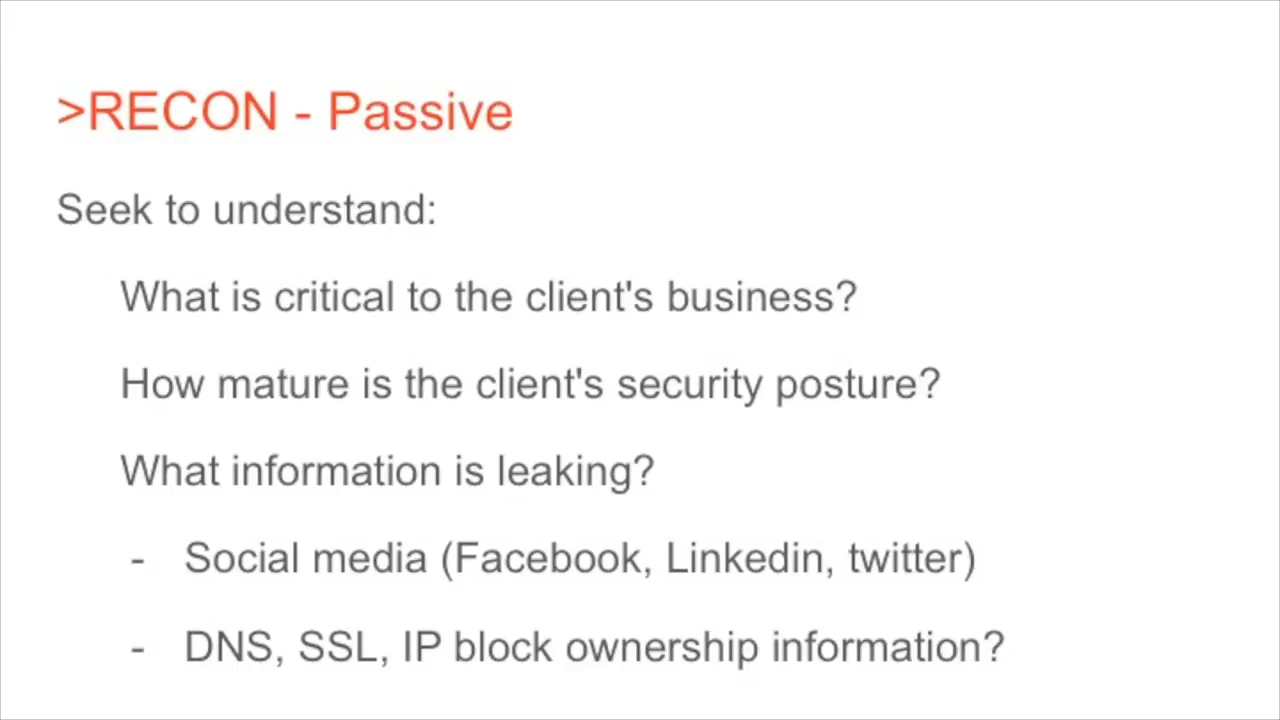 >RECON - Passive
Seek to understand:
What is critical to the client's business?
How mature is the client's security posture?
What information is leaking?
- Social media (Facebook, Linkedin, twitter)
- DNS, SSL, IP block ownership information?